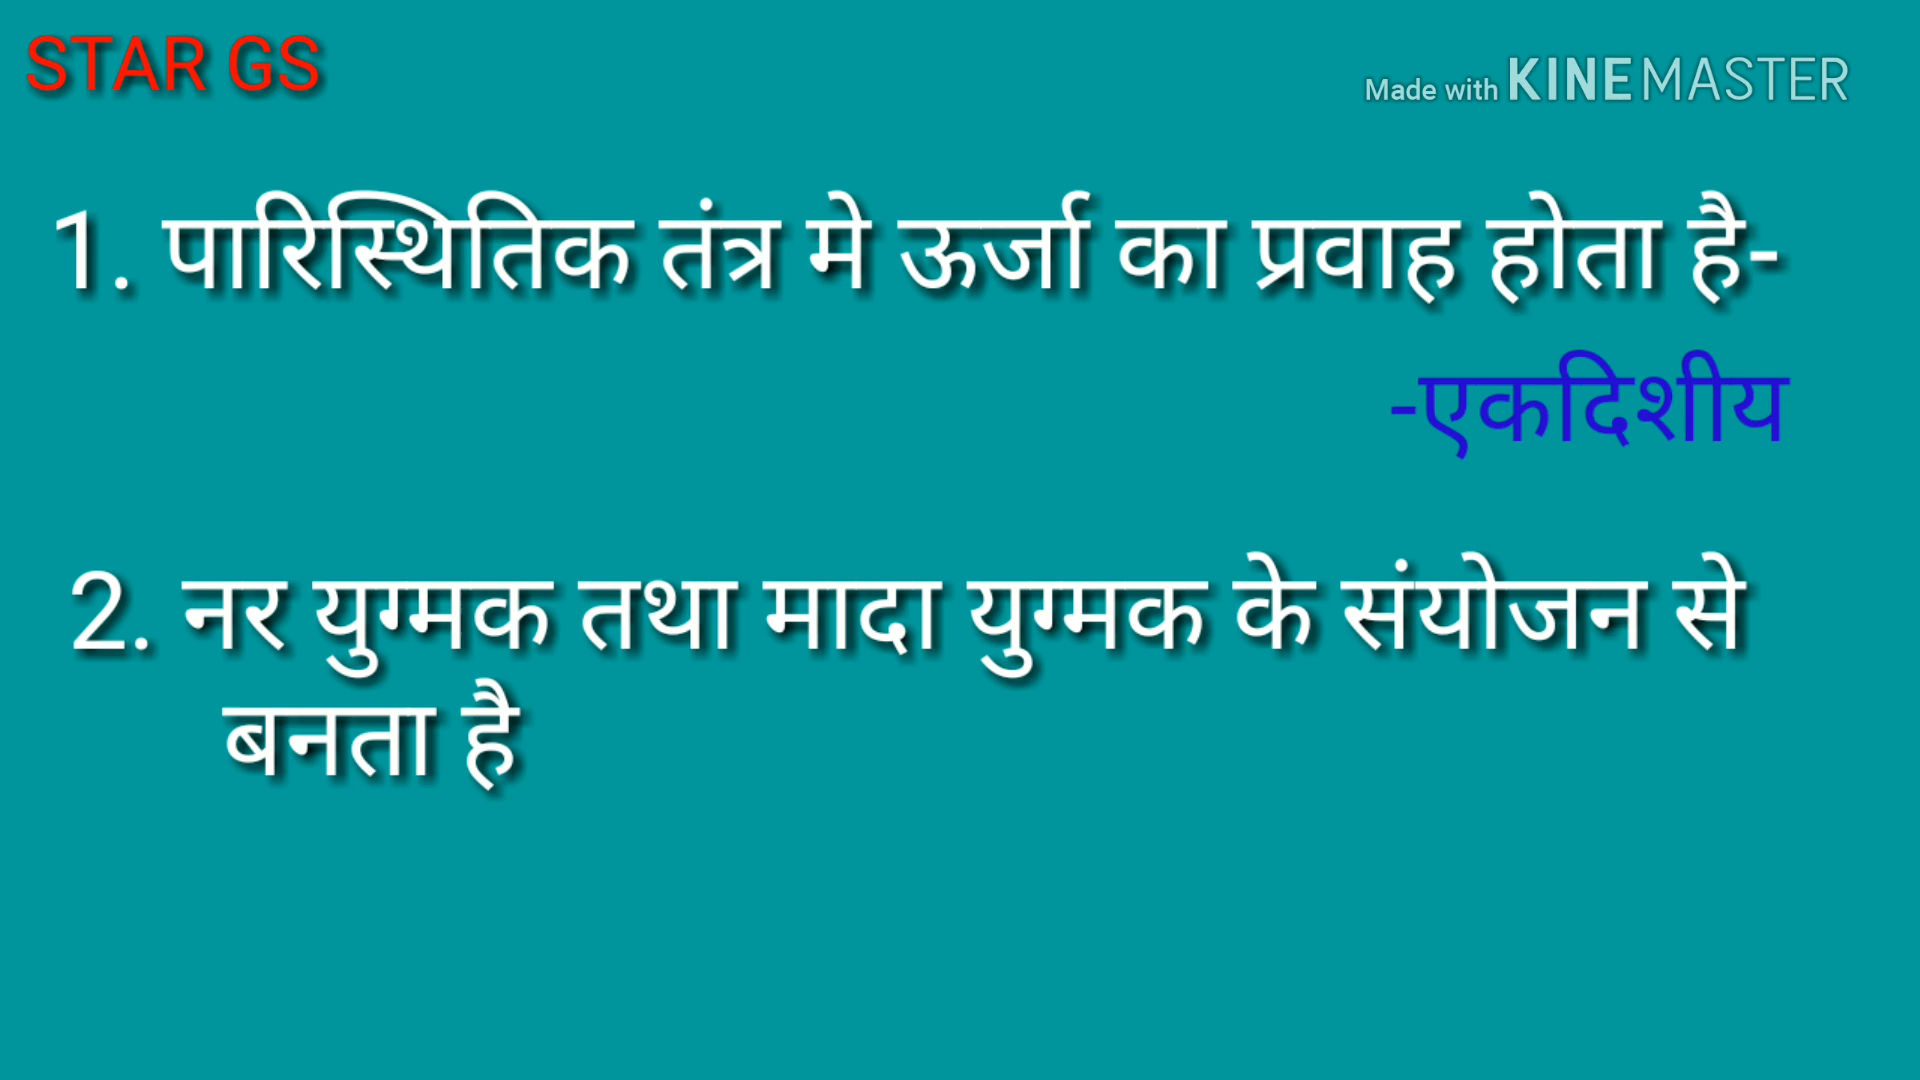 STAR GS
Made with KINEMASTER
1. पारिस्थितिक तंत्र मे ऊर्जा का प्रवाह होता है-
-एकदिशीय
2. नर युग्मक तथा मादा युग्मक के संयोजन से
बनता है